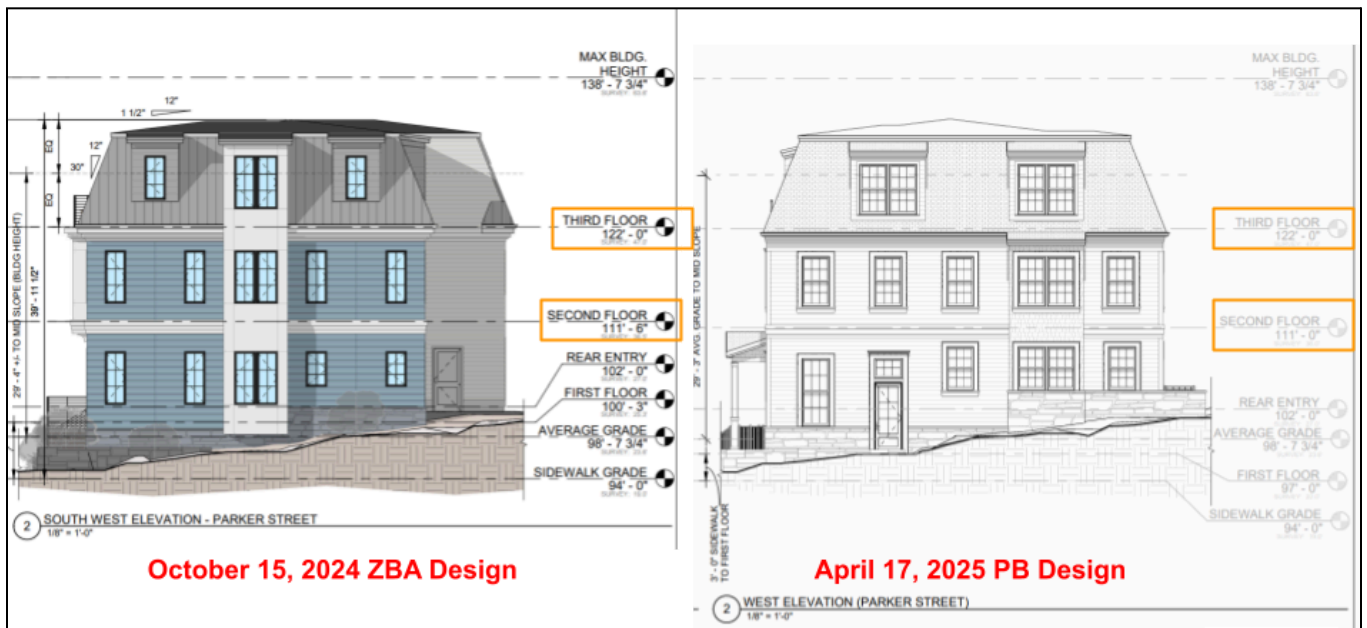 MAX BLDG.
HEIGHT
138' - 7 3/4"
12"
1 1/2"
EQ
12"
30"
EQ
29' - 4" +/- TO MID SLOPE (BLDG HEIGHT)
39' - 11 1/2"
THIRD FLOOR
122' - 0"
SECOND FLOOR
111' - 6"
REAR ENTRY
102' - 0"
FIRST FLOOR
100' - 3"
AVERAGE GRADE
98' - 7 3/4"
SIDEWALK GRADE
94' - 0"
2 SOUTH WEST ELEVATION - PARKER STREET
1/8" = 1'-0"
October 15, 2024 ZBA Design
MAX BLDG.
HEIGHT
138' - 7 3/4"
29' - 3" AVG. GRADE TO MID SLOPE
THIRD FLOOR
122' - 0"
SECOND FLOOR
111' - 0"
REAR ENTRY
102' - 0"
AVERAGE GRADE
98' - 7 3/4"
FIRST FLOOR
97' - 0"
SIDEWALK GRADE
94' - 0"
3' - 0" SIDEWALK
TO FIRST FLOOR
April 17, 2025 PB Design
2 WEST ELEVATION (PARKER STREET)
1/8" = 1'-0"